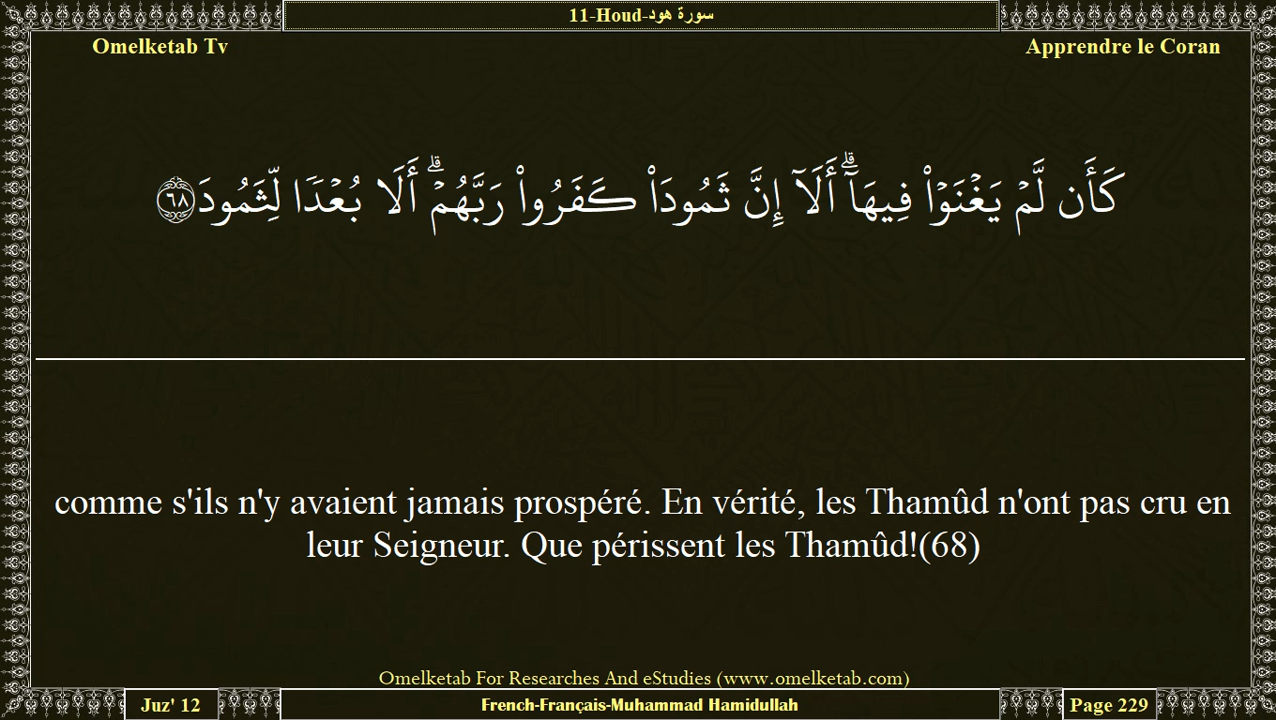 11-Houd-سورة هود
Omelketab Tv
Apprendre le Coran
كَأَن لَّمۡ يَغۡنَوۡاْ فِيهَآۗ أَلَآ إِنَّ ثَمُودَاْ كَفَرُواْ رَبَّهُمۡۗ أَلَا بُعۡدٗا لِّثَمُودَ ٦٨
comme s'ils n'y avaient jamais prospéré. En vérité, les Thamûd n'ont pas cru en
leur Seigneur. Que périssent les Thamûd!(68)
Omelketab For Researches And eStudies (www.omelketab.com)
Juz' 12
French-Français-Muhammad Hamidullah
Page 229